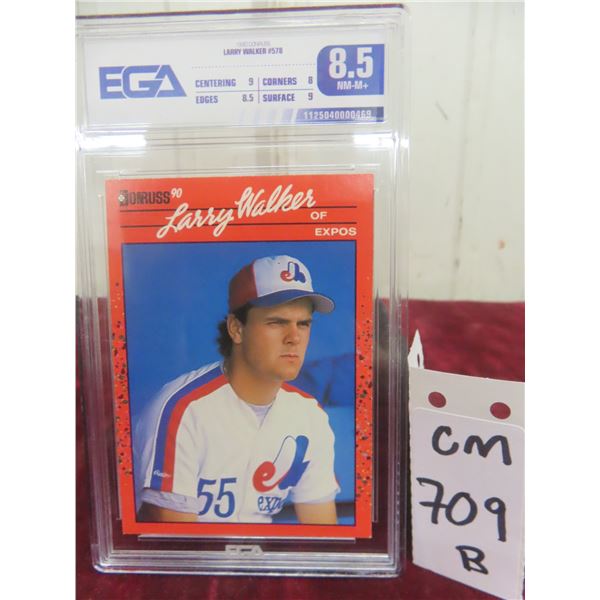 1990 DONRUSS
LARRY WALKER #578
EGA
CENTERING 9 CORNERS 8
EDGES 8.5 SURFACE 9
8.5
NM-M+
1125040000469
DONRUSS '90
Larry Walker
OF
EXPOS
55
expo
EGA
CM
709
B